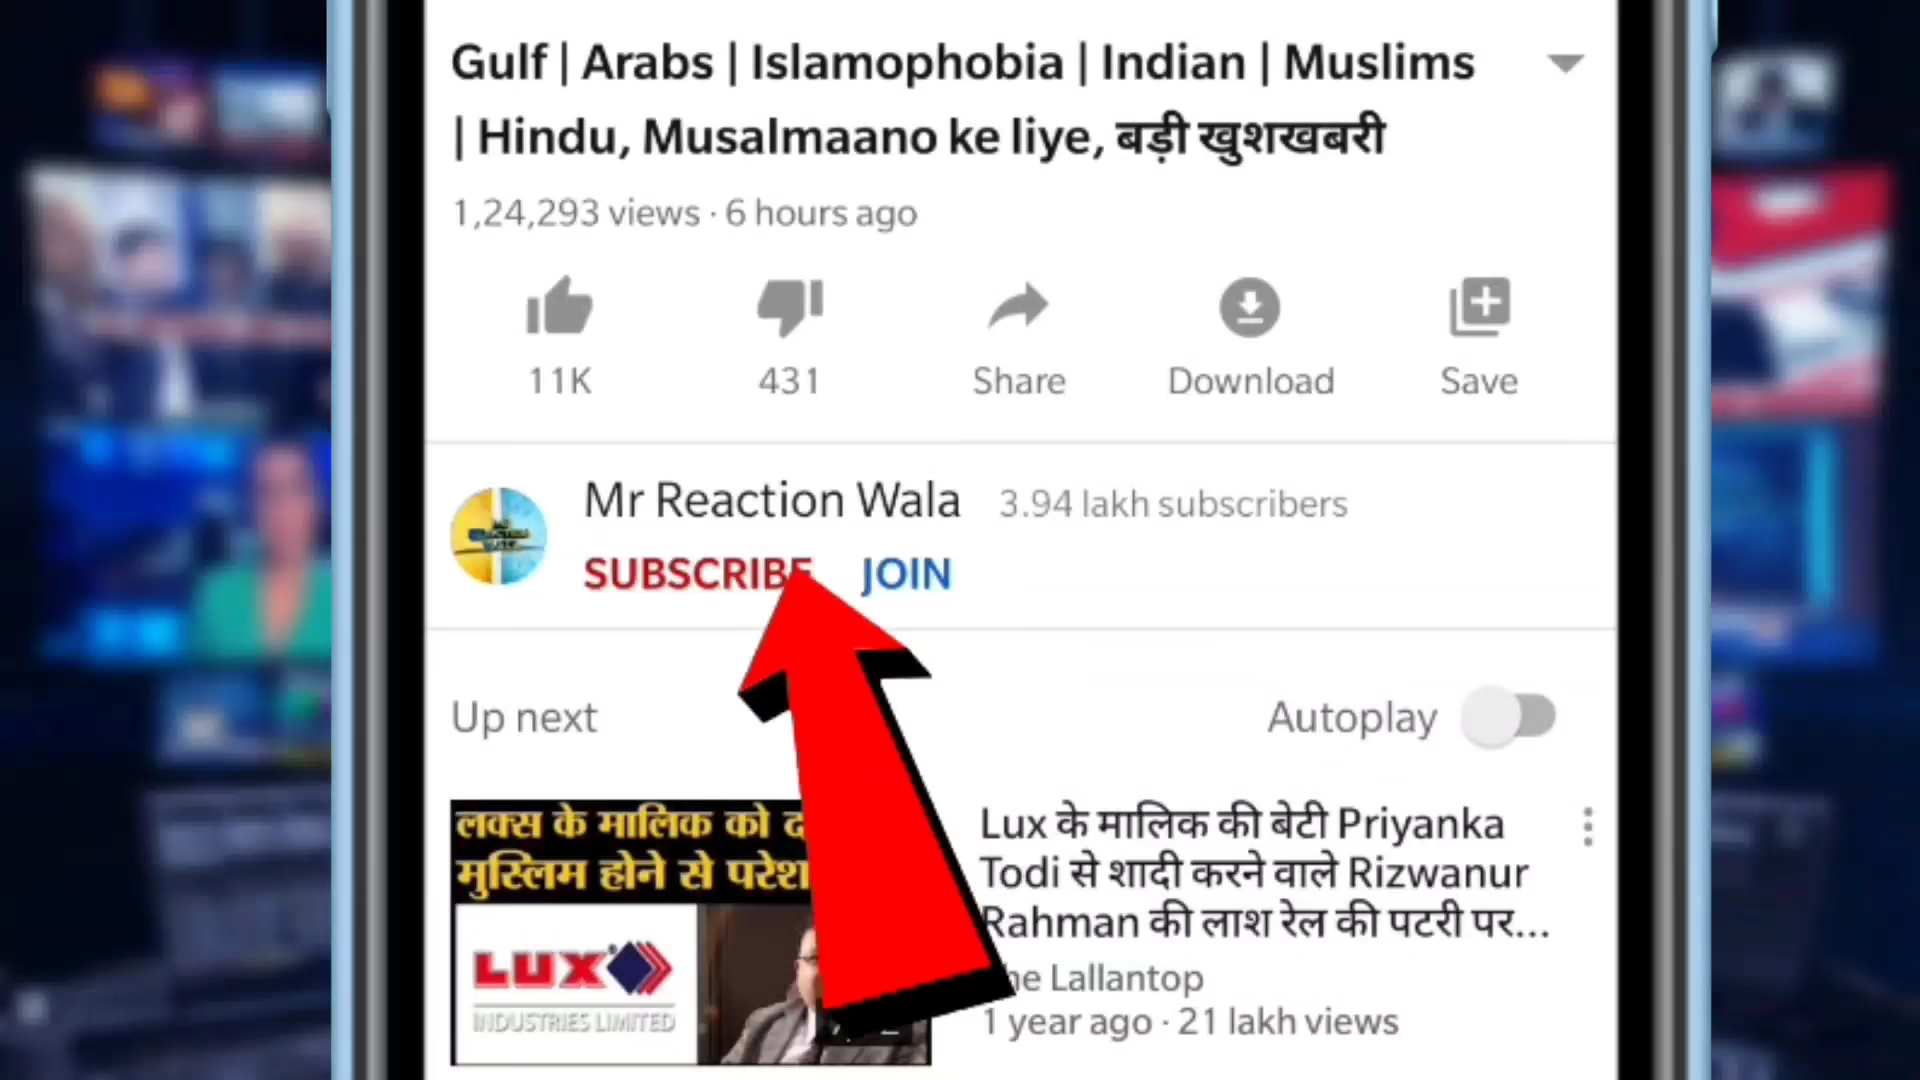 Gulf | Arabs | Islamophobia | Indian | Muslims
| Hindu, Musalmaano ke liye, बड़ी खुशखबरी
1,24,293 views · 6 hours ago
11K
431
Share
Download
Save
Mr Reaction Wala
3.94 lakh subscribers
SUBSCRIBE
JOIN
Up next
Autoplay
लक्स के मालिक को
मुस्लिम होने से
LUX
INDUSTRIES LIMITED
Lux के मालिक की बेटी Priyanka
Todi से शादी करने वाले Rizwanur
Rahman की लाश रेल की पटरी पर...
Lallantop
1 year ago · 21 lakh views